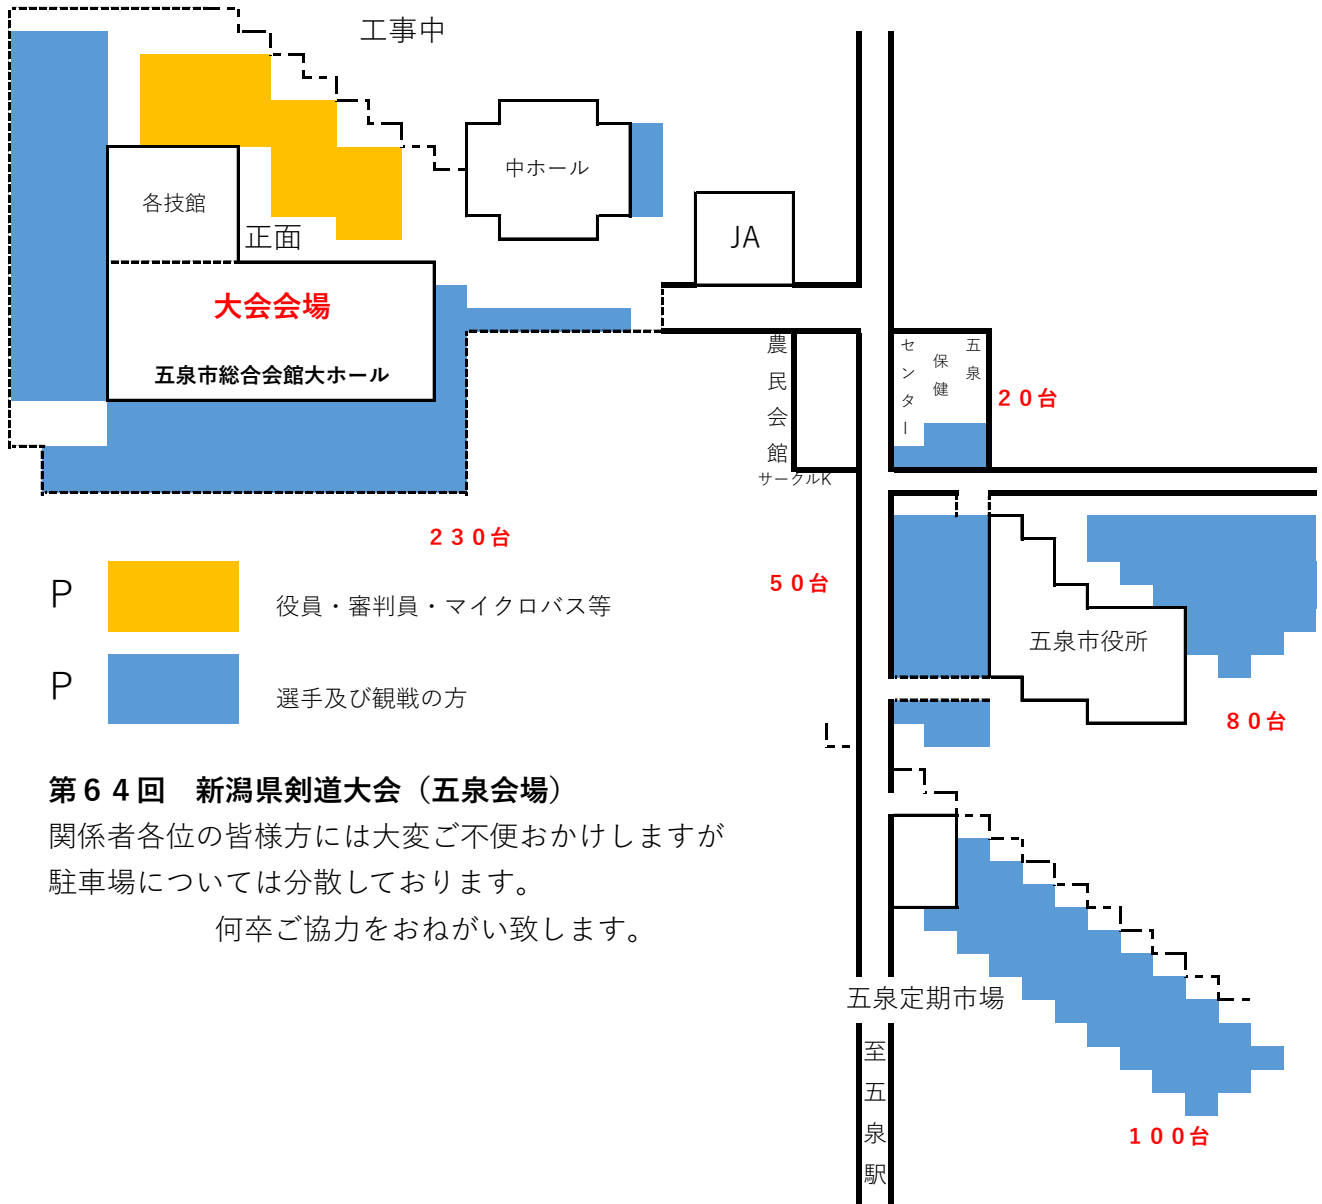 工事中
中ホール
各技館
正面
JA
大会会場
五泉市総合会館大ホール
農民会館
サークルK
五泉
保健
センター
２０台
２３０台
５０台
P
役員・審判員・マイクロバス等
P
選手及び観戦の方
五泉市役所
８０台
第６４回　新潟県剣道大会（五泉会場）
関係者各位の皆様方には大変ご不便おかけしますが
駐車場については分散しております。
何卒ご協力をおねがい致します。
五泉定期市場
至五泉駅
１００台